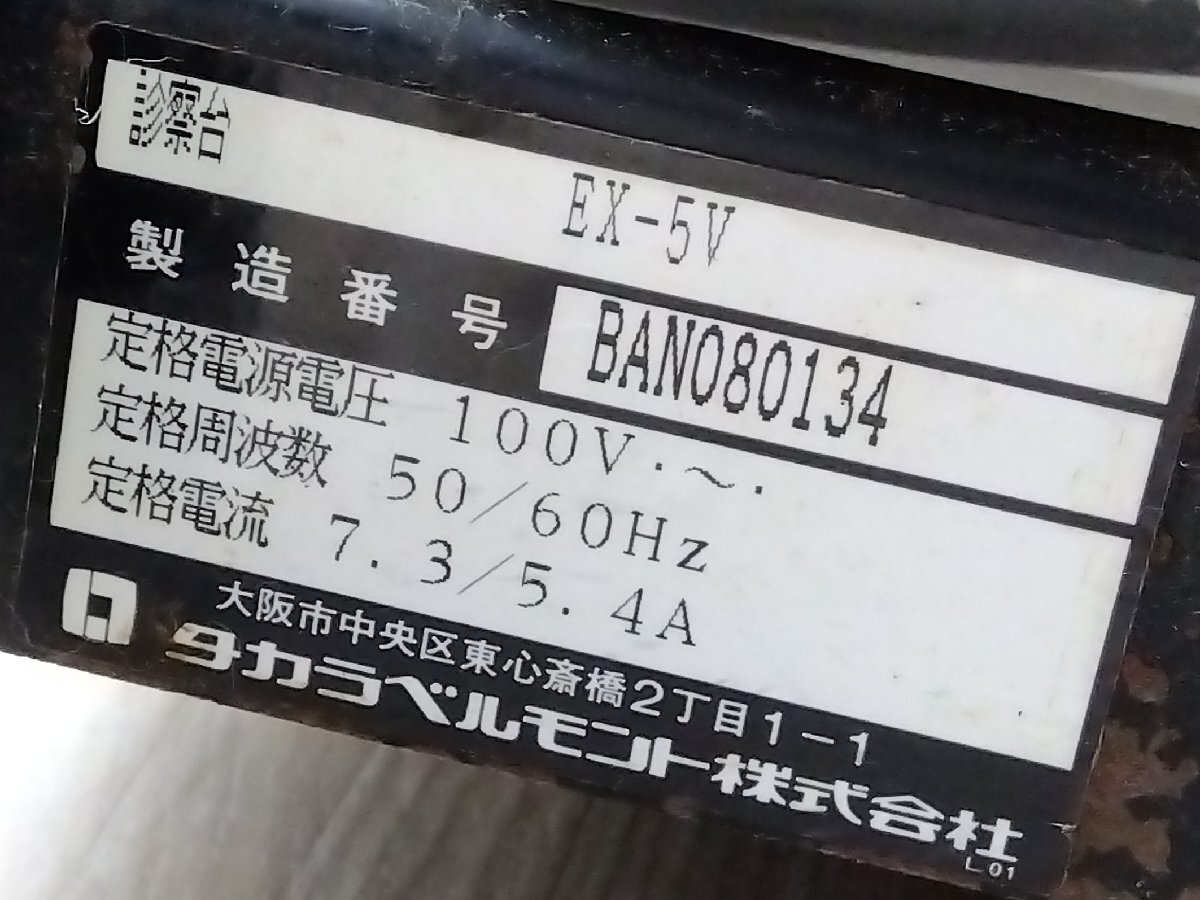 診察台 EX-5V
製造番号 BAN080134
定格電源電圧 100V・～．
定格周波数 50／60Hz
定格電流 7．3／5．4A
大阪市中央区東心斎橋2丁目1-1
タカラベルモント株式会社
L01